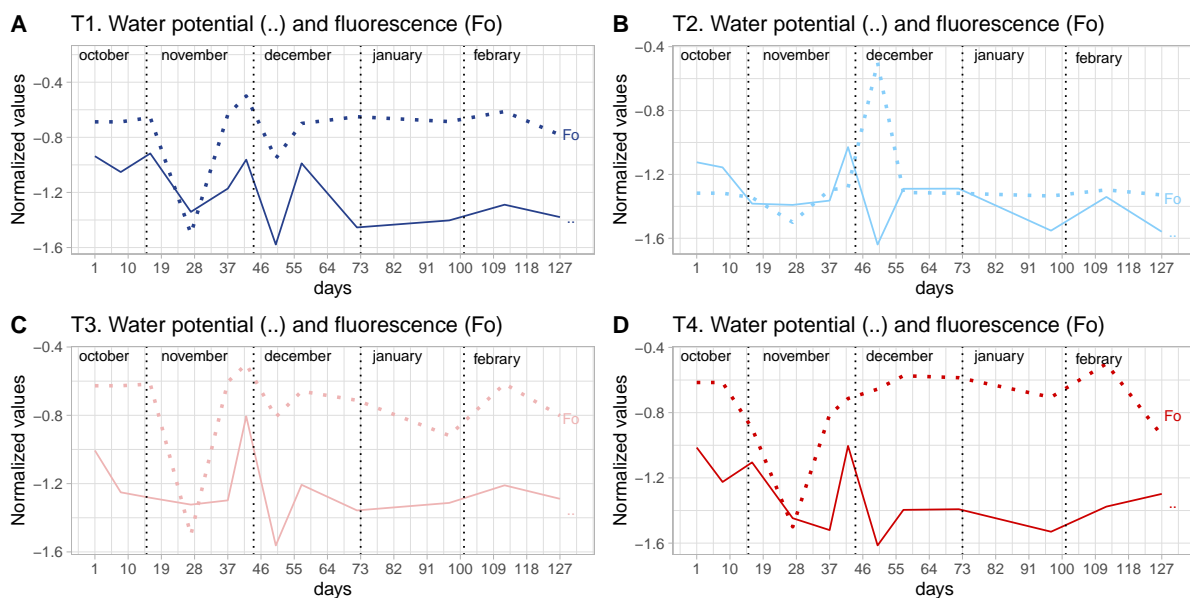 A T1. Water potential (..) and fluorescence (Fo)
october november december january febrary
Normalized values
−0.4
−0.8
−1.2
−1.6
Fo
..
1 10 19 28 37 46 55 64 73 82 91 100 109 118 127
days
B T2. Water potential (..) and fluorescence (Fo)
october november december january febrary
Normalized values
−0.4
−0.8
−1.2
−1.6
Fo
..
1 10 19 28 37 46 55 64 73 82 91 100 109 118 127
days
C T3. Water potential (..) and fluorescence (Fo)
october november december january febrary
Normalized values
−0.4
−0.8
−1.2
−1.6
Fo
..
1 10 19 28 37 46 55 64 73 82 91 100 109 118 127
days
D T4. Water potential (..) and fluorescence (Fo)
october november december january febrary
Normalized values
−0.4
−0.8
−1.2
−1.6
Fo
..
1 10 19 28 37 46 55 64 73 82 91 100 109 118 127
days